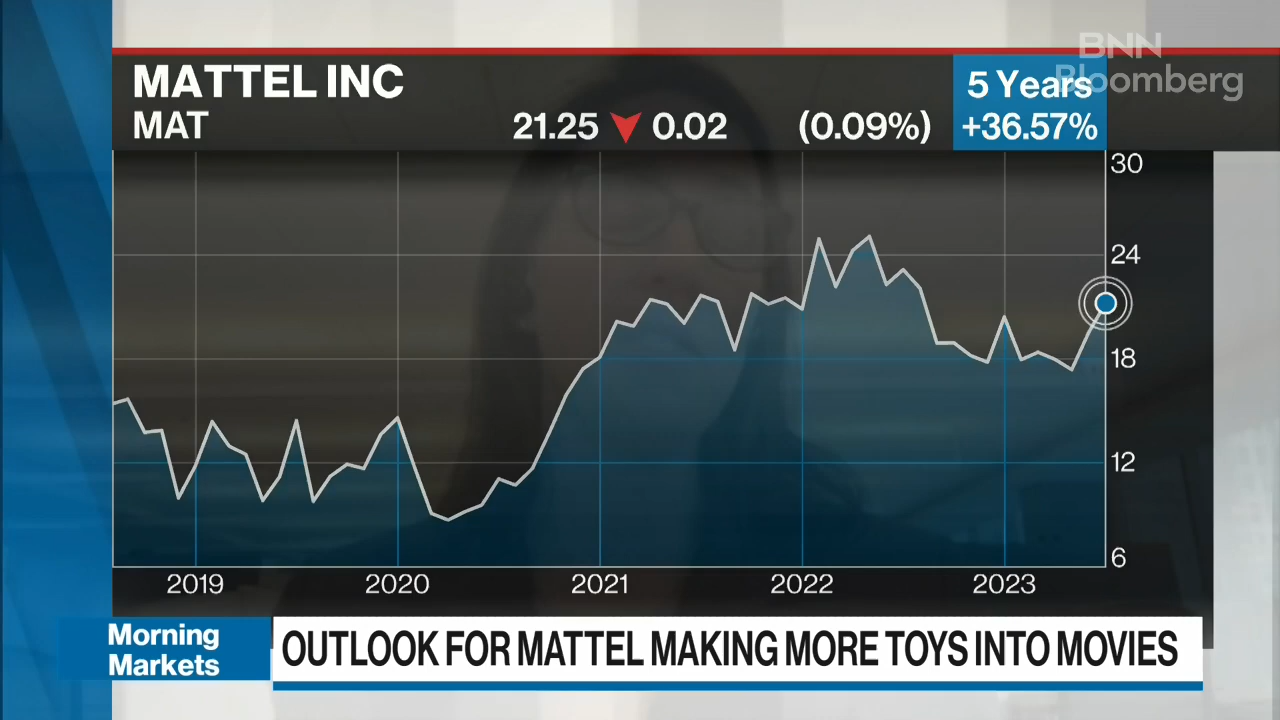 BNN
Bloomberg
MATTEL INC
MAT
21.25 ▼ 0.02 (0.09%)
5 Years
+36.57%
30
24
18
12
6
2019 2020 2021 2022 2023
Morning
Markets
OUTLOOK FOR MATTEL MAKING MORE TOYS INTO MOVIES